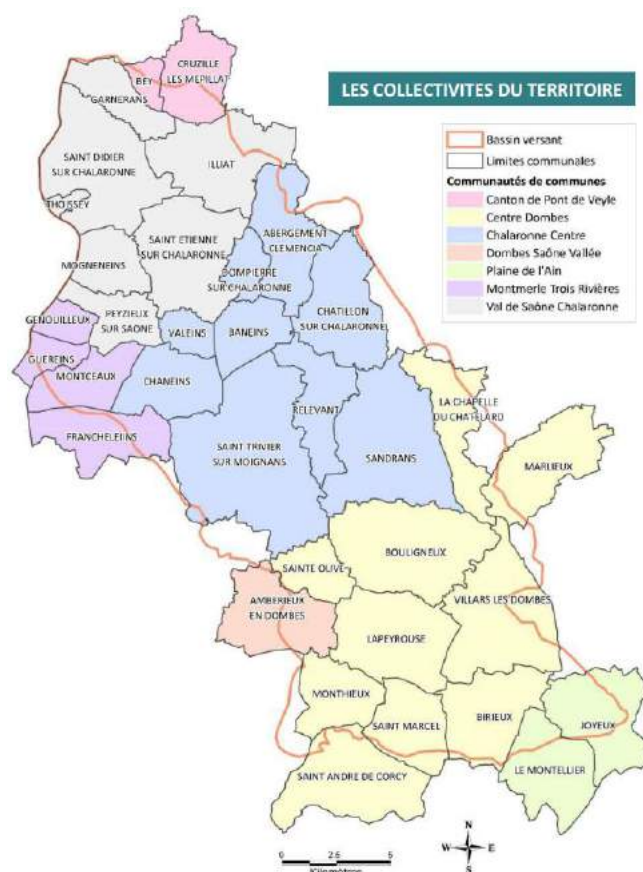 LES COLLECTIVITES DU TERRITOIRE
Bassin versant
Limites communales
Communautés de communes
Canton de Pont de Veyle
Centre Dombes
Chalaronne Centre
Dombes Saône Vallée
Plaine de l'Ain
Montmerle Trois Rivières
Val de Saône Chalaronne
CRUZILLE
LES MEPILLAT
BEY
GARNERANS
SAINT DIDIER
SUR CHALARONNE
ILLIAT
THOISSEY
SAINT ETIENNE
SUR CHALARONNE
ABERGEMENT
CLEMENCIA
MOGNENEINS
DOMPIERRE
SUR CHALARONNE
CHATILLON
SUR CHALARONNE
GENOUILLEUX
PEYZIEUX
SUR SAONE
VALEINS
BANEINS
GUEREINS
MONTCEAUX
CHANEINS
LA CHAPELLE
DU CHATELARD
RELEVANT
FRANCHELEINS
SAINT TRIVIER
SUR MOIGNANS
SANDRANS
MARLIEUX
BOULIGNEUX
SAINTE OLIVE
VILLARS LES DOMBES
AMBERIEUX
EN DOMBES
LAPEYROUSE
MONTHIEUX
SAINT MARCEL
BIRIEUX
JOYEUX
LE MONTELLIER
SAINT ANDRE DE CORCY
N
W
E
S
0
2.5
5
Kilomètres